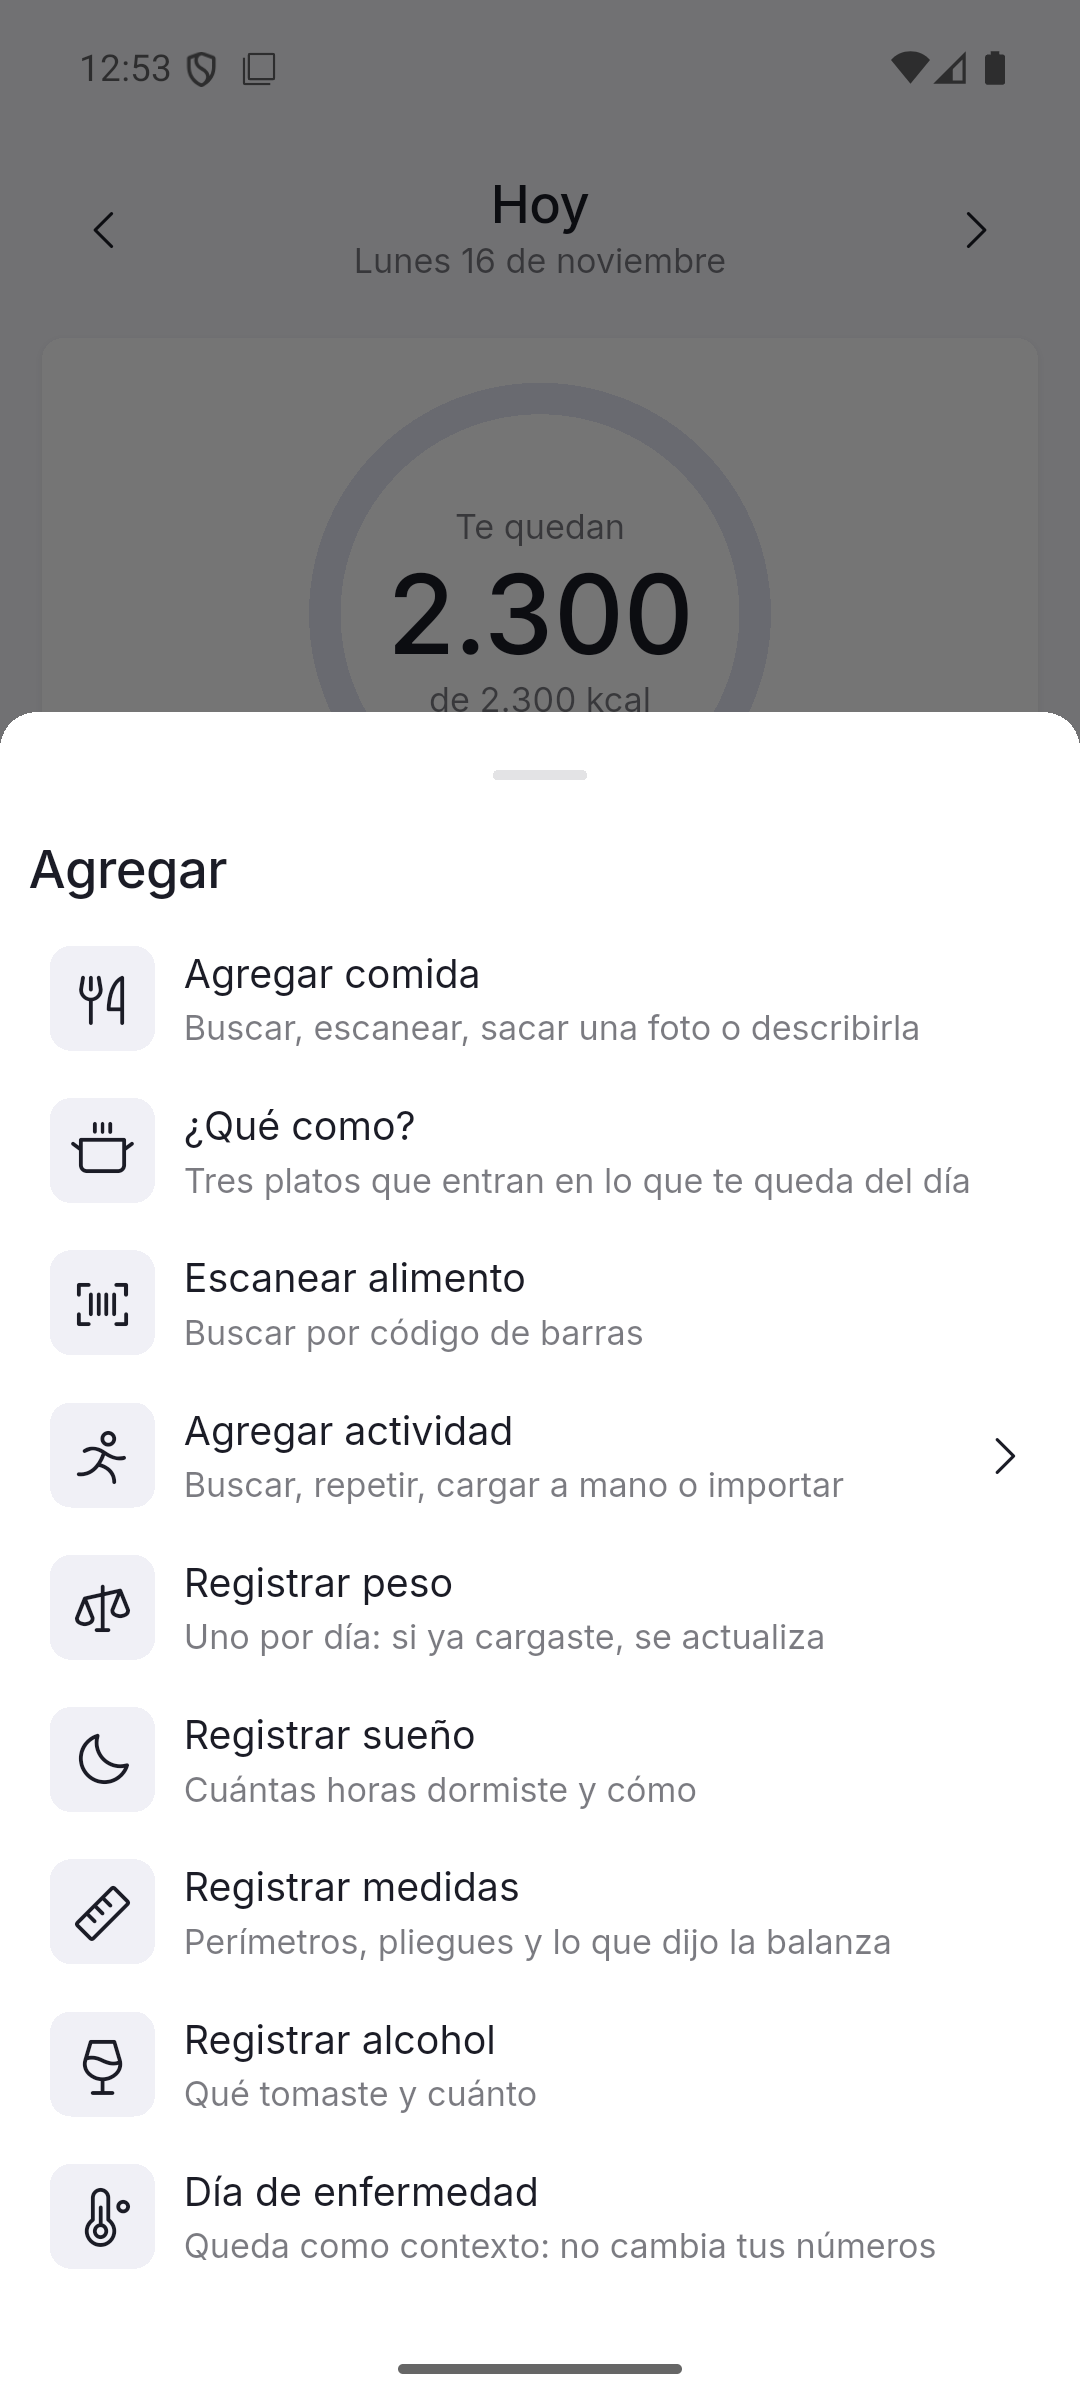 12:53
Hoy
Lunes 16 de noviembre
Te quedan
2.300
de 2.300 kcal
Agregar
Agregar comida
Buscar, escanear, sacar una foto o describirla
¿Qué como?
Tres platos que entran en lo que te queda del día
Escanear alimento
Buscar por código de barras
Agregar actividad
Buscar, repetir, cargar a mano o importar
Registrar peso
Uno por día: si ya cargaste, se actualiza
Registrar sueño
Cuántas horas dormiste y cómo
Registrar medidas
Perímetros, pliegues y lo que dijo la balanza
Registrar alcohol
Qué tomaste y cuánto
Día de enfermedad
Queda como contexto: no cambia tus números